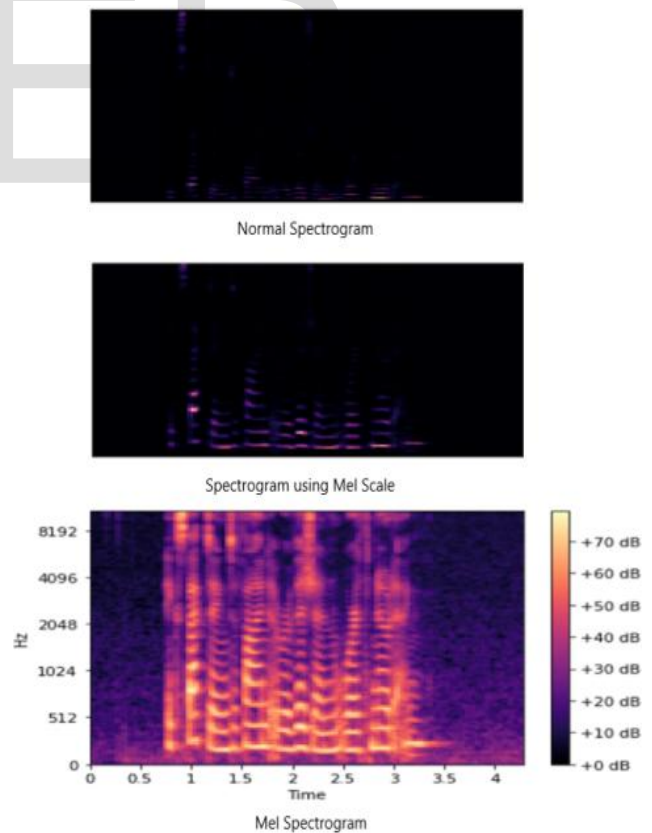 Normal Spectrogram
Spectrogram using Mel Scale
8192
4096
2048
1024
512
0
Hz
0 0.5 1 1.5 2 2.5 3 3.5 4
Time
+70 dB
+60 dB
+50 dB
+40 dB
+30 dB
+20 dB
+10 dB
+0 dB
Mel Spectrogram